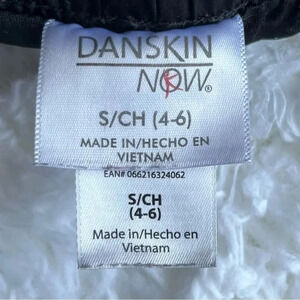 DANSKIN
NOW®
S/CH (4-6)
MADE IN/HECHO EN
VIETNAM
EAN# 066216324062
S/CH
(4-6)
Made in/Hecho en
Vietnam